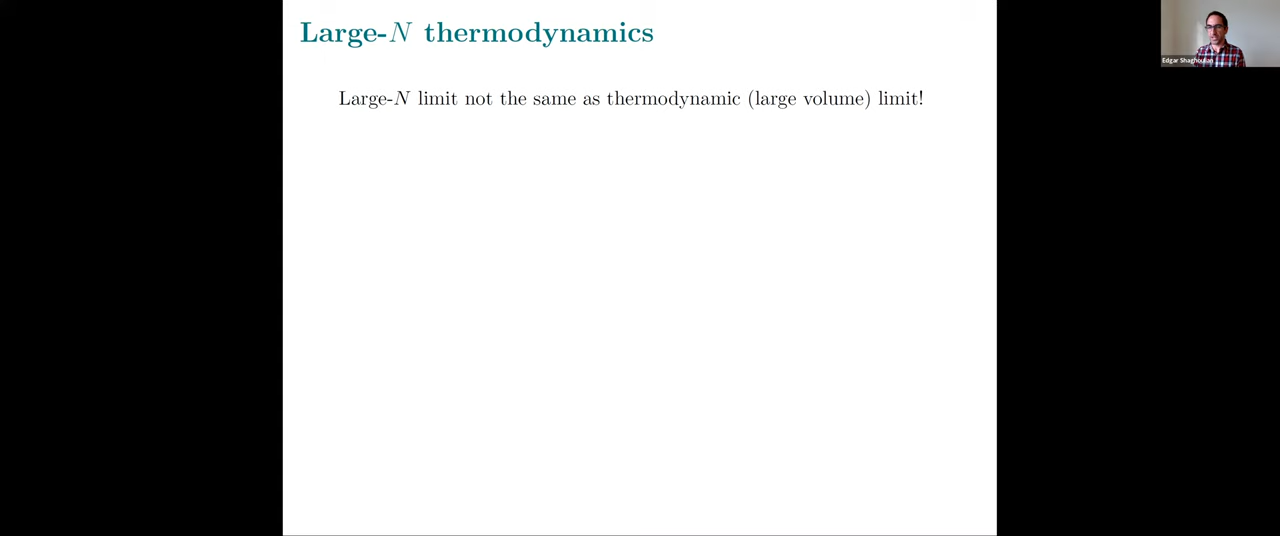 Large-N thermodynamics
Large-N limit not the same as thermodynamic (large volume) limit!
Edgar Shaghoulian